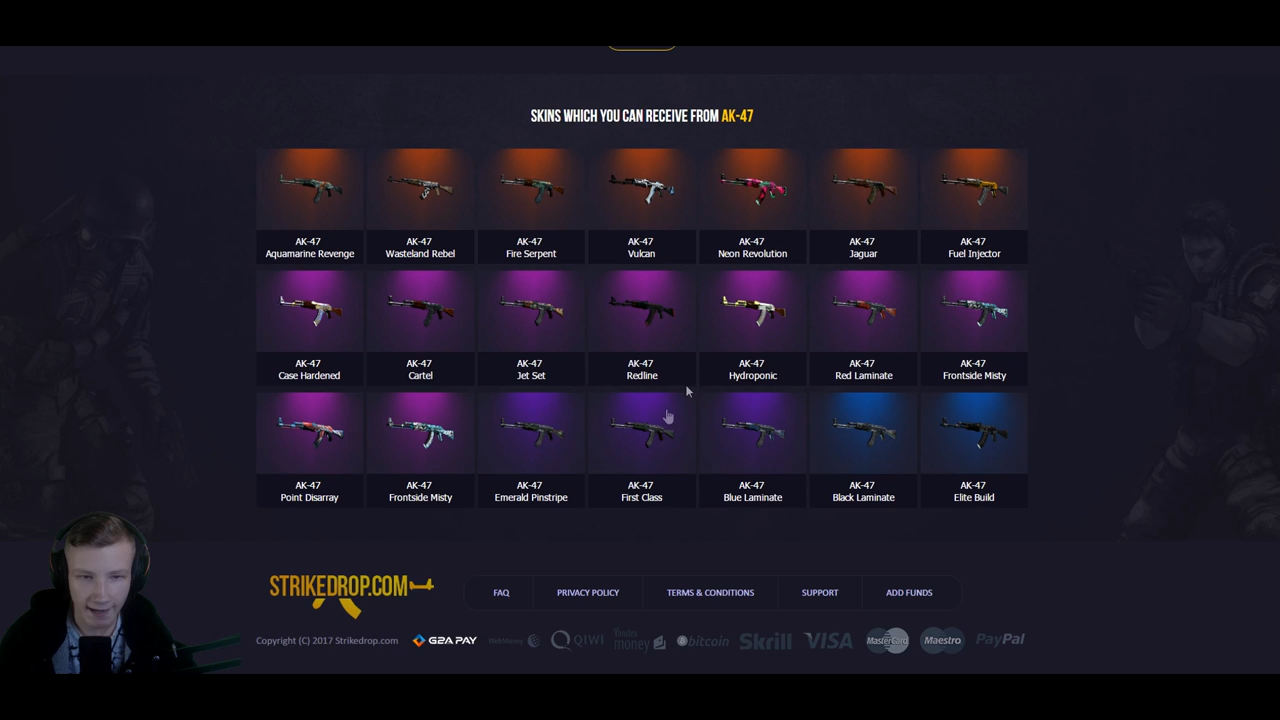 SKINS WHICH YOU CAN RECEIVE FROM AK-47
AK-47
Aquamarine Revenge
AK-47
Wasteland Rebel
AK-47
Fire Serpent
AK-47
Vulcan
AK-47
Neon Revolution
AK-47
Jaguar
AK-47
Fuel Injector
AK-47
Case Hardened
AK-47
Cartel
AK-47
Jet Set
AK-47
Redline
AK-47
Hydroponic
AK-47
Red Laminate
AK-47
Frontside Misty
AK-47
Point Disarray
AK-47
Frontside Misty
AK-47
Emerald Pinstripe
AK-47
First Class
AK-47
Blue Laminate
AK-47
Black Laminate
AK-47
Elite Build
STRIKEDROP.COM
FAQ
PRIVACY POLICY
TERMS & CONDITIONS
SUPPORT
ADD FUNDS
Copyright (C) 2017 Strikedrop.com
G2A PAY
WebMoney
QIWI
Yandex
money
bitcoin
Skrill
VISA
MasterCard
Maestro
PayPal